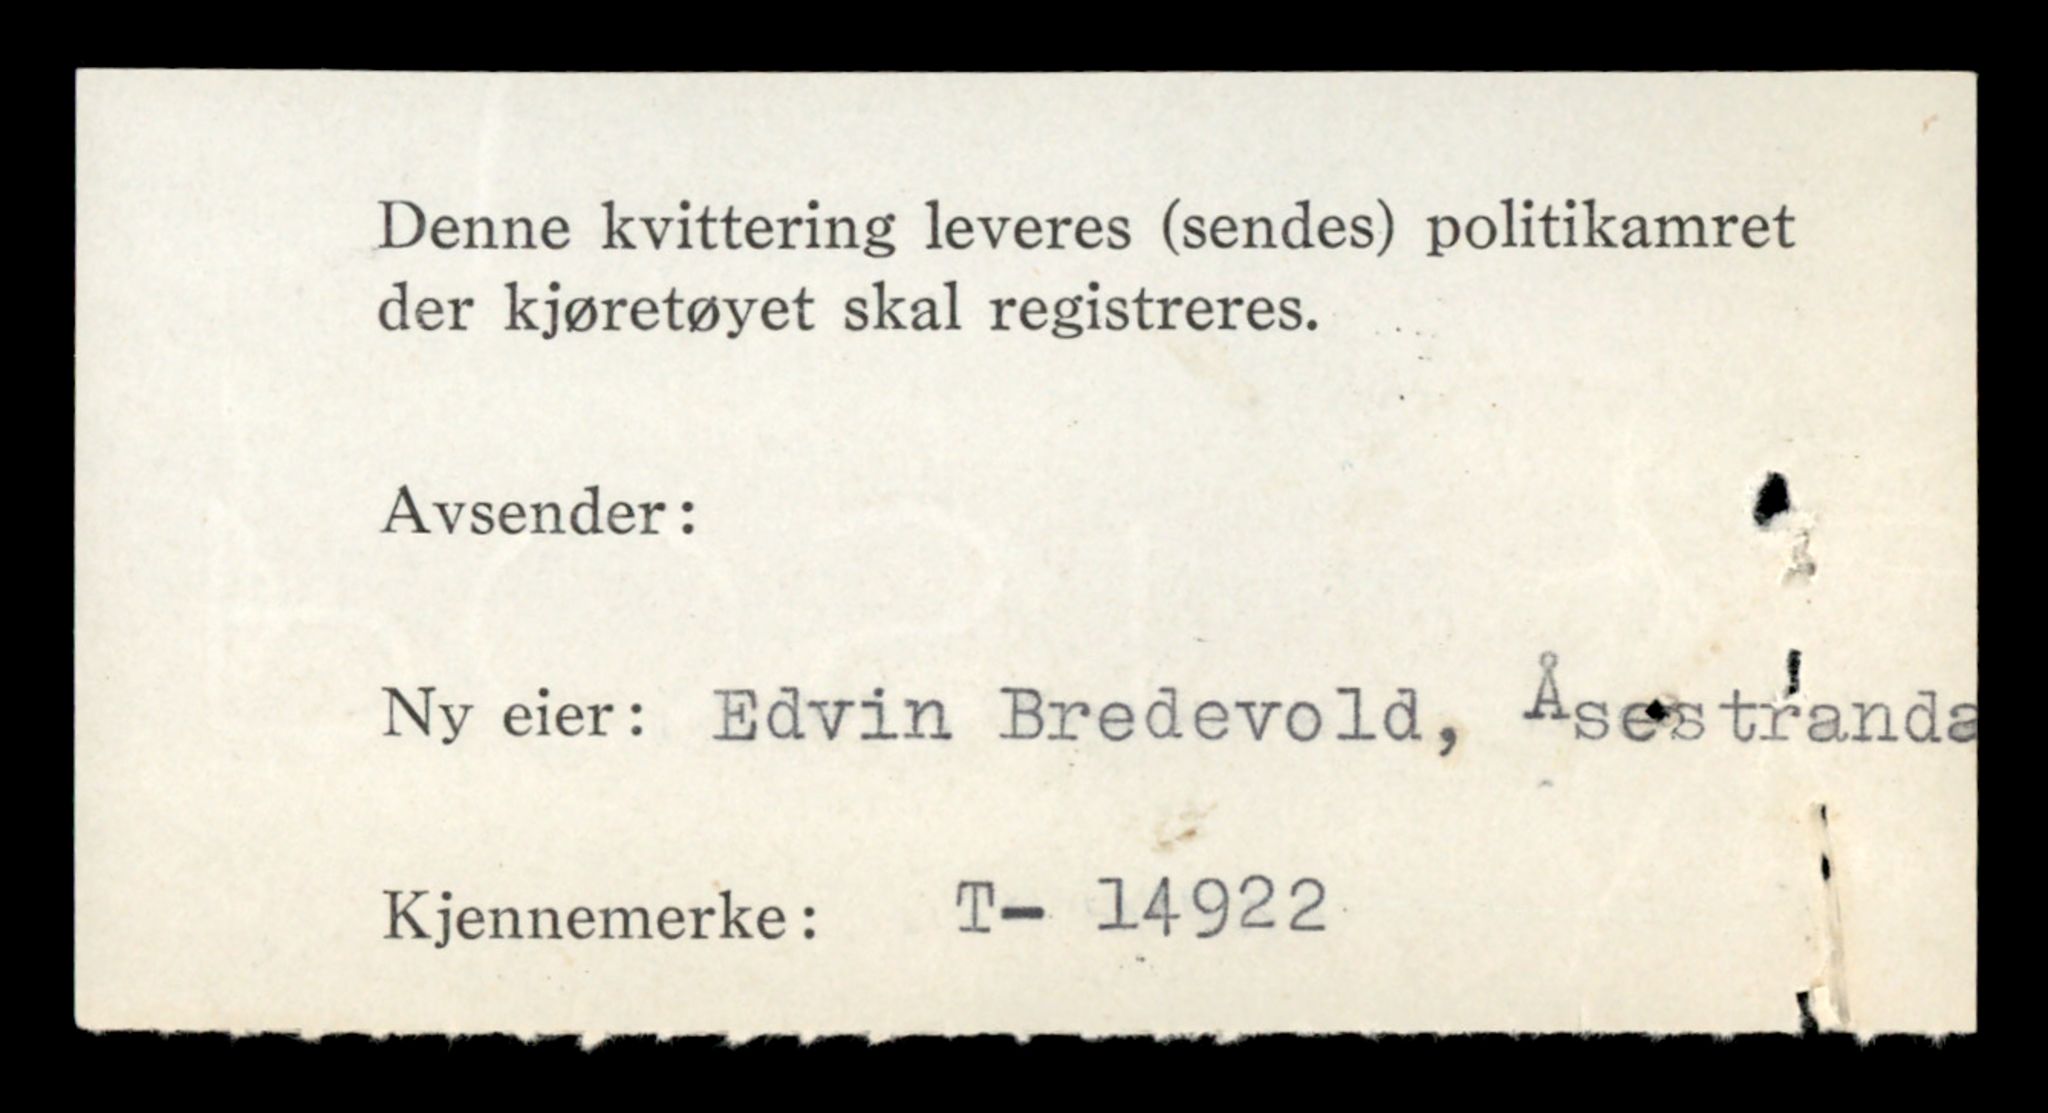 Denne kvittering leveres (sendes) politikamret
der kjøretøyet skal registreres.
Avsender:
Ny eier: Edvin Bredevold, Åsestranda
Kjennemerke: T- 14922